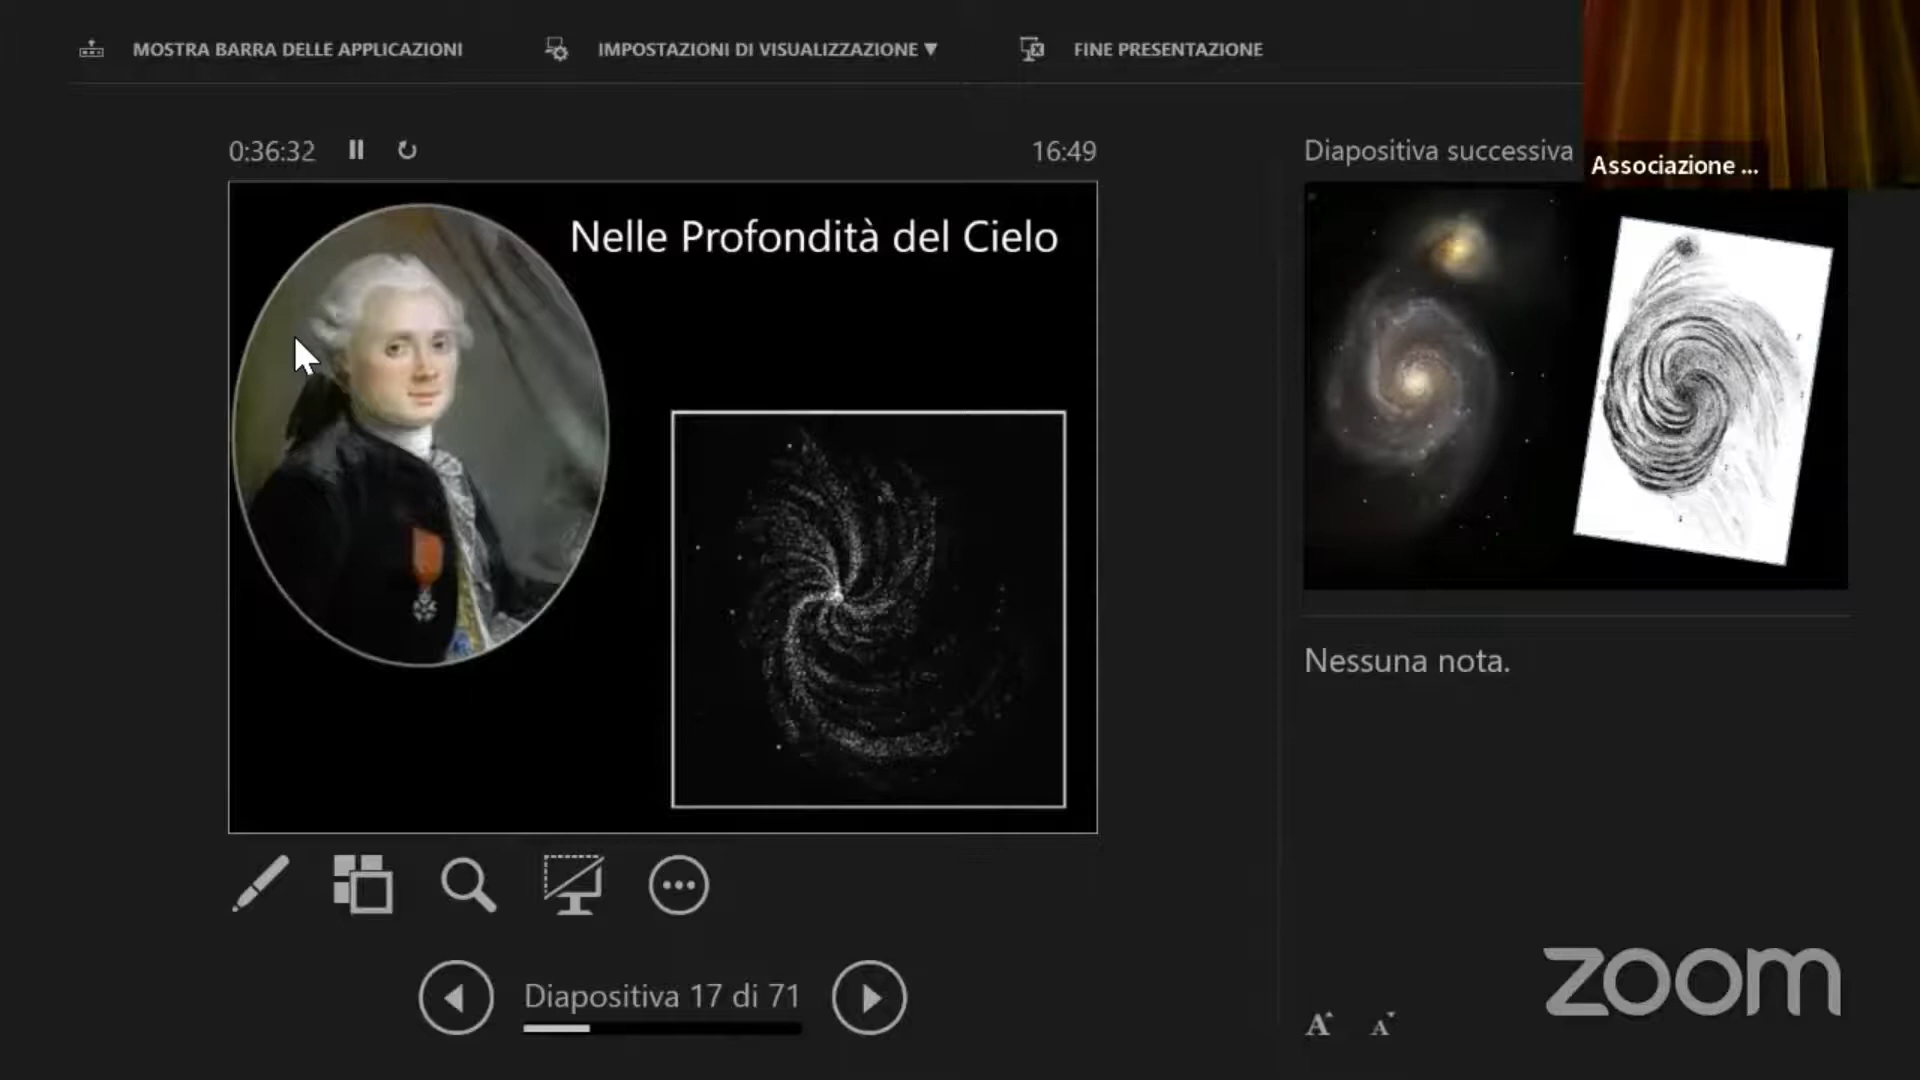 MOSTRA BARRA DELLE APPLICAZIONI
IMPOSTAZIONI DI VISUALIZZAZIONE ▼
FINE PRESENTAZIONE
0:36:32
16:49
Diapositiva successiva
Associazione ...
Nelle Profondità del Cielo
Nessuna nota.
Diapositiva 17 di 71
A
A
zoom